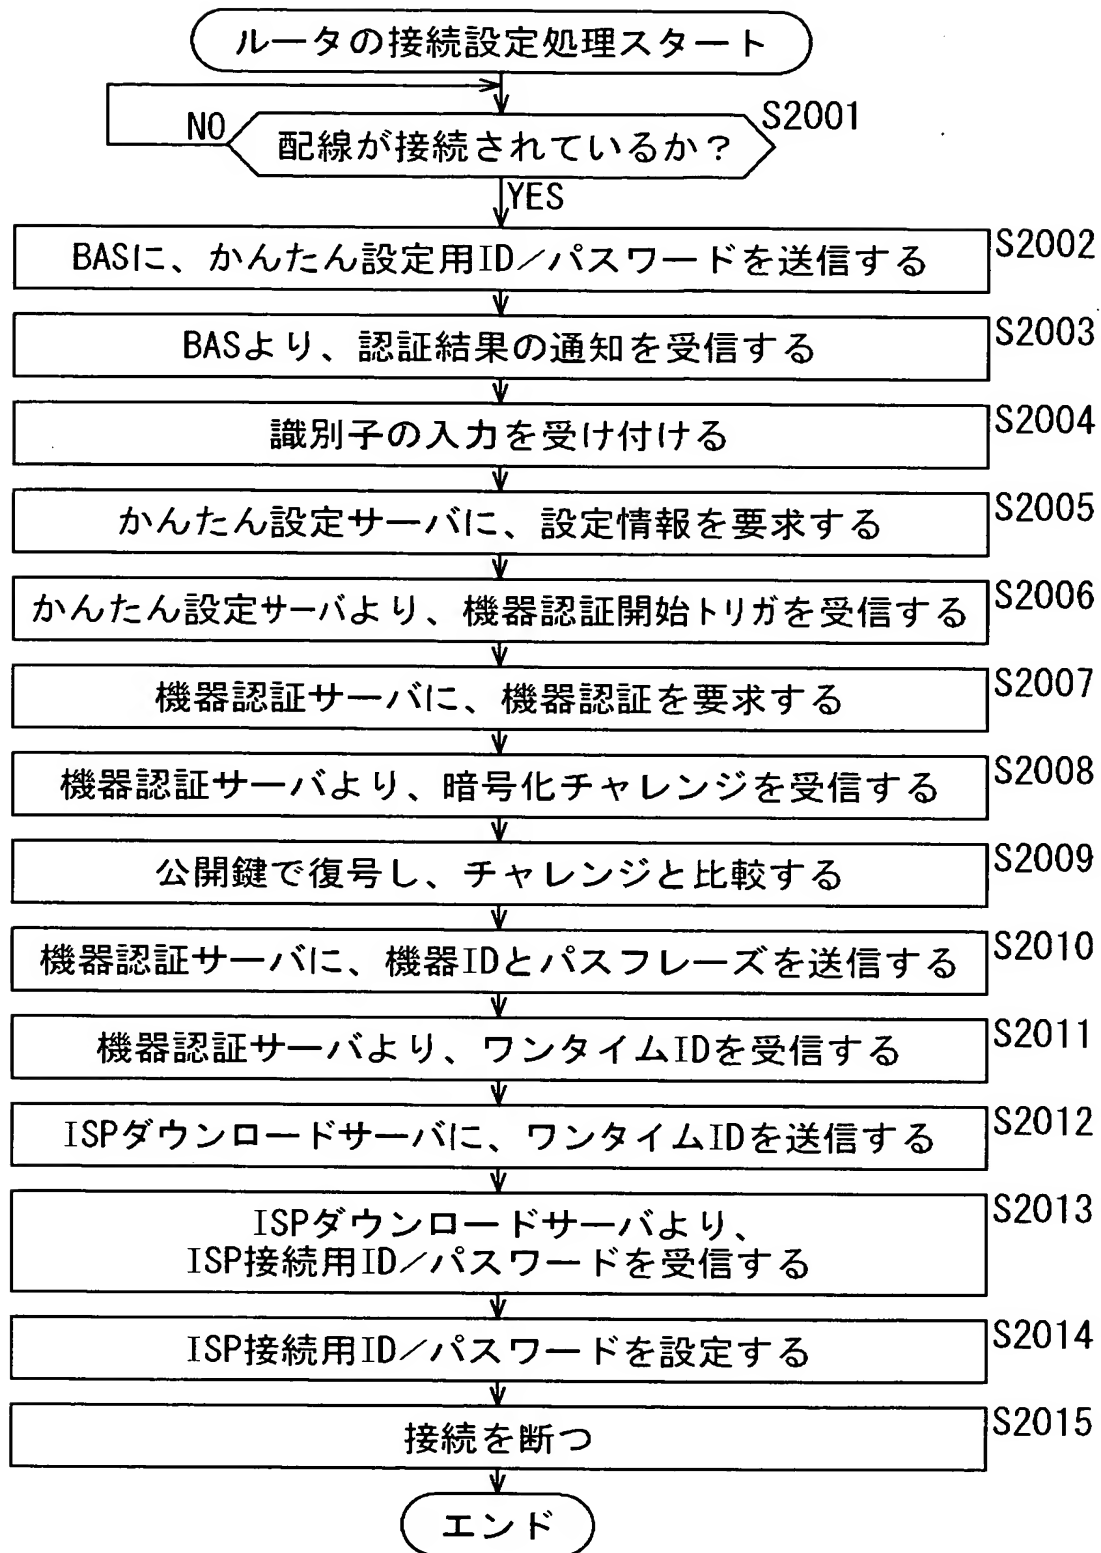 ルータの接続設定処理スタート
S2001
NO
配線が接続されているか？
YES
S2002
BASに、かんたん設定用ID／パスワードを送信する
S2003
BASより、認証結果の通知を受信する
S2004
識別子の入力を受け付ける
S2005
かんたん設定サーバに、設定情報を要求する
S2006
かんたん設定サーバより、機器認証開始トリガを受信する
S2007
機器認証サーバに、機器認証を要求する
S2008
機器認証サーバより、暗号化チャレンジを受信する
S2009
公開鍵で復号し、チャレンジと比較する
S2010
機器認証サーバに、機器IDとパスフレーズを送信する
S2011
機器認証サーバより、ワンタイムIDを受信する
S2012
ISPダウンロードサーバに、ワンタイムIDを送信する
S2013
ISPダウンロードサーバより、
ISP接続用ID／パスワードを受信する
S2014
ISP接続用ID／パスワードを設定する
S2015
接続を断つ
エンド